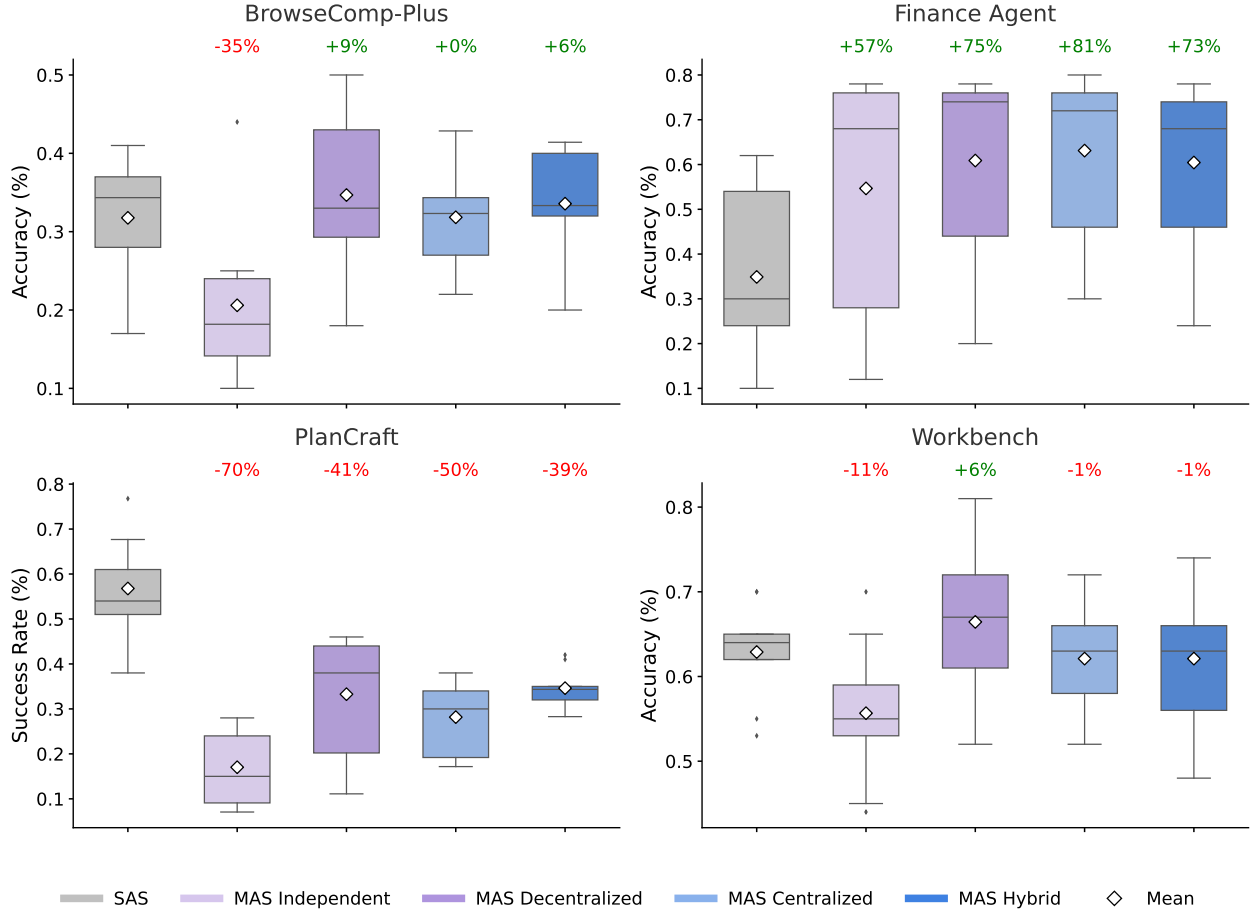 BrowseComp-Plus
-35%
+9%
+0%
+6%
Accuracy (%)
0.5
0.4
0.3
0.2
0.1
Finance Agent
+57%
+75%
+81%
+73%
Accuracy (%)
0.8
0.7
0.6
0.5
0.4
0.3
0.2
0.1
PlanCraft
-70%
-41%
-50%
-39%
Success Rate (%)
0.8
0.7
0.6
0.5
0.4
0.3
0.2
0.1
Workbench
-11%
+6%
-1%
-1%
Accuracy (%)
0.8
0.7
0.6
0.5
SAS
MAS Independent
MAS Decentralized
MAS Centralized
MAS Hybrid
Mean